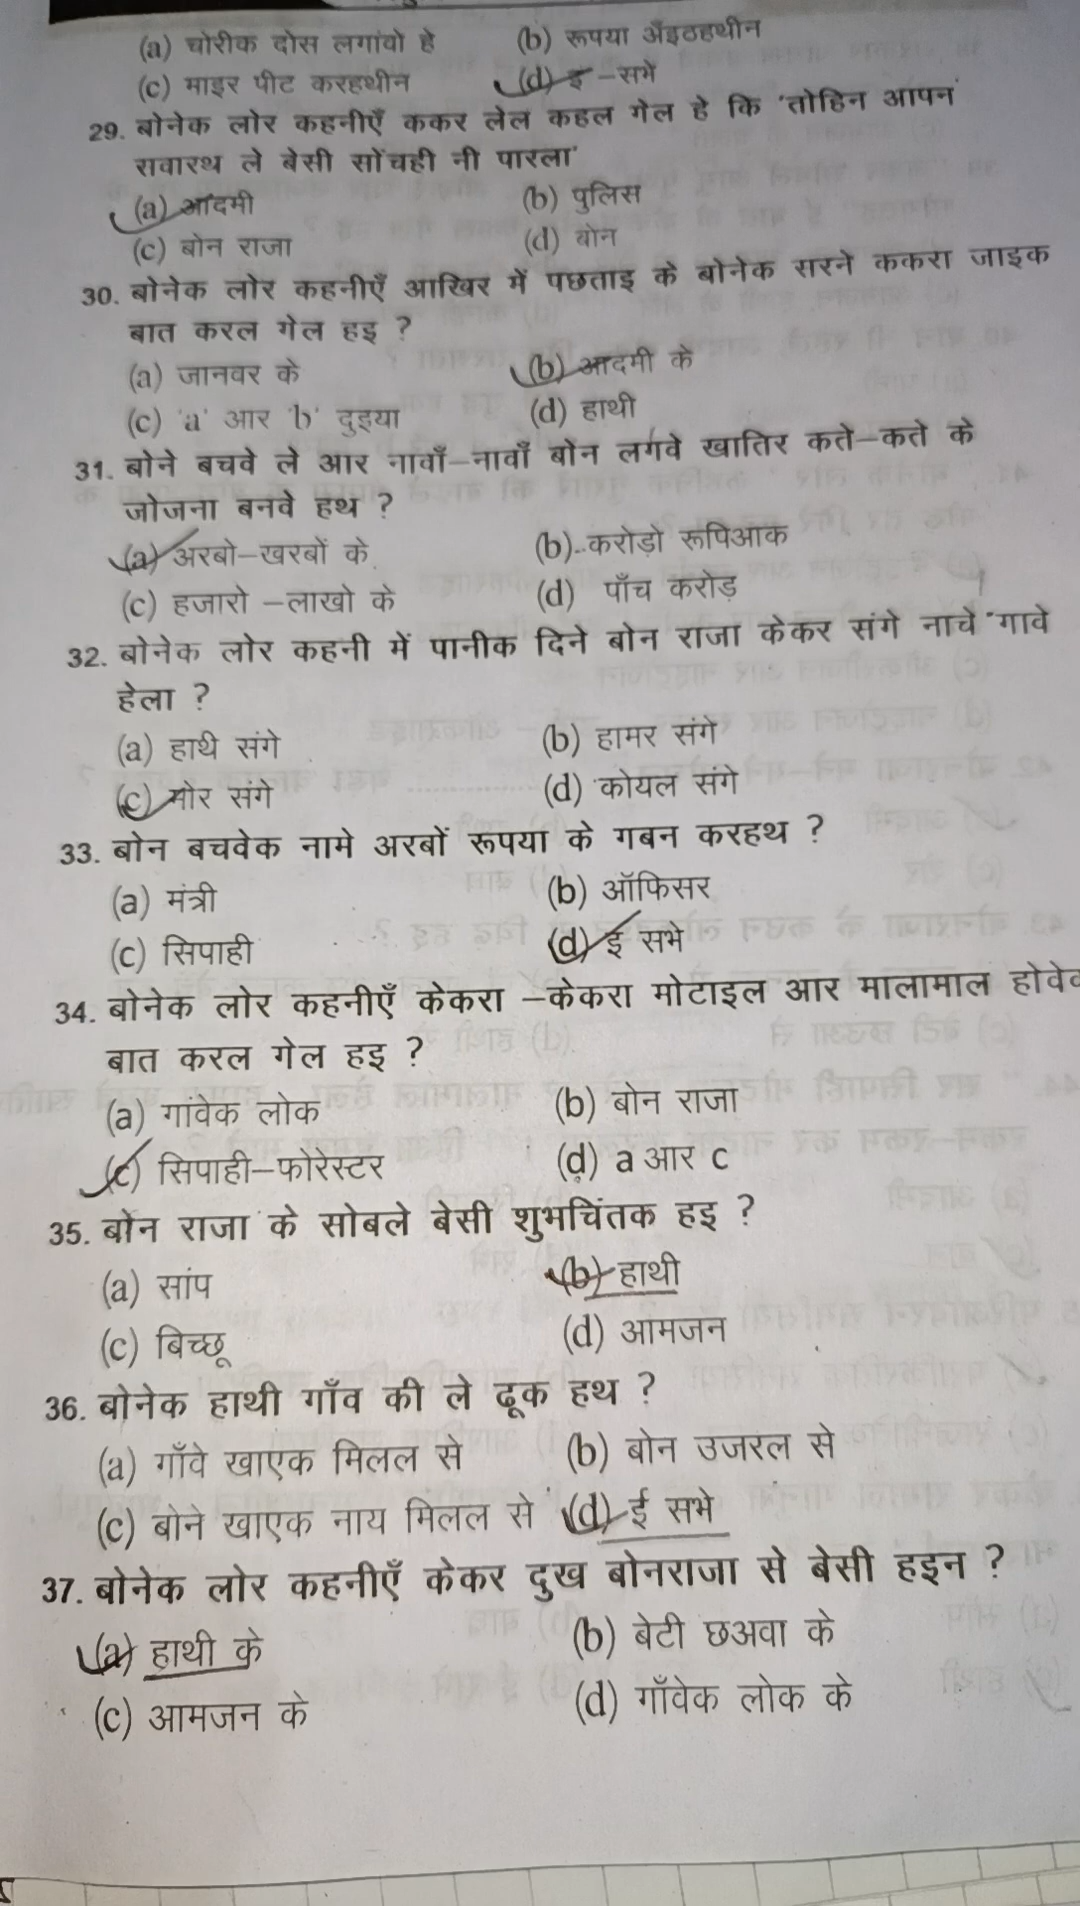 (a) चोरीक दोस लगांवो हे (b) रूपया अँइठहथीन
(c) माइर पीट करहथीन (d) ई -सभे
29. बोनेक लोर कहनीएँ ककर लेल कहल गेल हे कि 'तोहिन आपन
सवारथ ले बेसी सोंचही नी पारला'
(a) आदमी (b) पुलिस
(c) बोन राजा (d) बोन
30. बोनेक लोर कहनीएँ आखिर में पछताइ के बोनेक सरने ककरा जाइक
बात करल गेल हइ ?
(a) जानवर के (b) आदमी के
(c) 'a' आर 'b' दुइया (d) हाथी
31. बोने बचवे ले आर नावाँ-नावाँ बोन लगवे खातिर कते-कते के
जोजना बनवे हथ ?
(a) अरबो-खरबों के (b) करोड़ो रूपिआक
(c) हजारो -लाखो के (d) पाँच करोड़
32. बोनेक लोर कहनी में पानीक दिने बोन राजा केकर संगे नाचे गावे
हेला ?
(a) हाथी संगे (b) हामर संगे
(c) मोर संगे (d) कोयल संगे
33. बोन बचवेक नामे अरबों रूपया के गबन करहथ ?
(a) मंत्री (b) ऑफिसर
(c) सिपाही (d) ई सभे
34. बोनेक लोर कहनीएँ केकरा -केकरा मोटाइल आर मालामाल होवेक
बात करल गेल हइ ?
(a) गांवेक लोक (b) बोन राजा
(c) सिपाही-फोरेस्टर (d) a आर c
35. बोन राजा के सोबले बेसी शुभचिंतक हइ ?
(a) सांप (b) हाथी
(c) बिच्छू (d) आमजन
36. बोनेक हाथी गाँव की ले ढूक हथ ?
(a) गाँवे खाएक मिलल से (b) बोन उजरल से
(c) बोने खाएक नाय मिलल से (d) ई सभे
37. बोनेक लोर कहनीएँ केकर दुख बोनराजा से बेसी हइन ?
(a) हाथी के (b) बेटी छअवा के
(c) आमजन के (d) गाँवेक लोक के